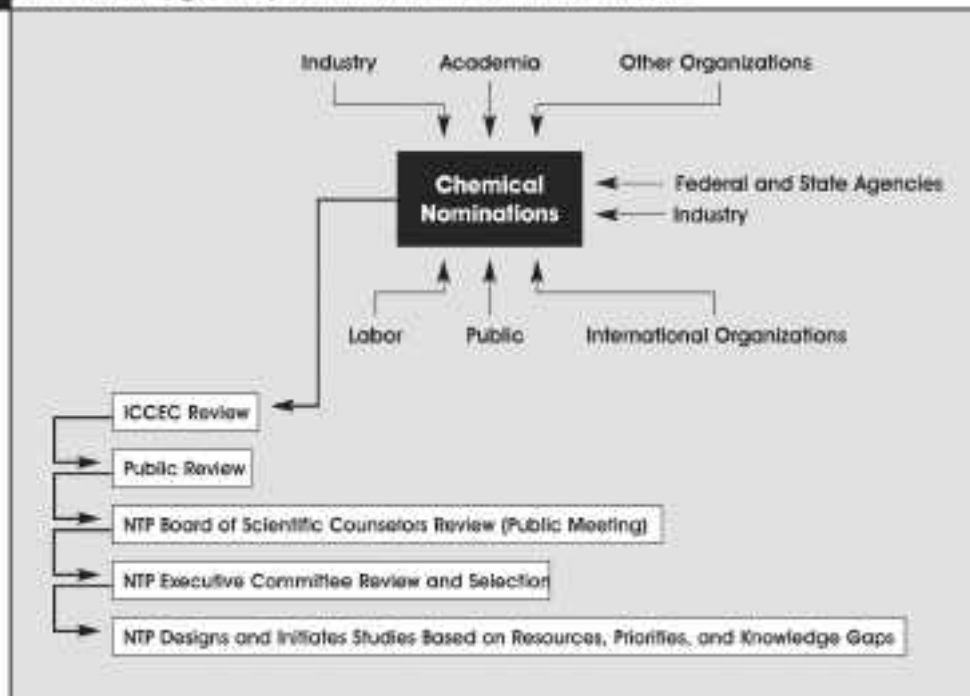 Industry
Academia
Other Organizations
Chemical
Nominations
Federal and State Agencies
Industry
Labor
Public
International Organizations
ICCEC Review
Public Review
NTP Board of Scientific Counselors Review (Public Meeting)
NTP Executive Committee Review and Selection
NTP Designs and Initiates Studies Based on Resources, Priorities, and Knowledge Gaps